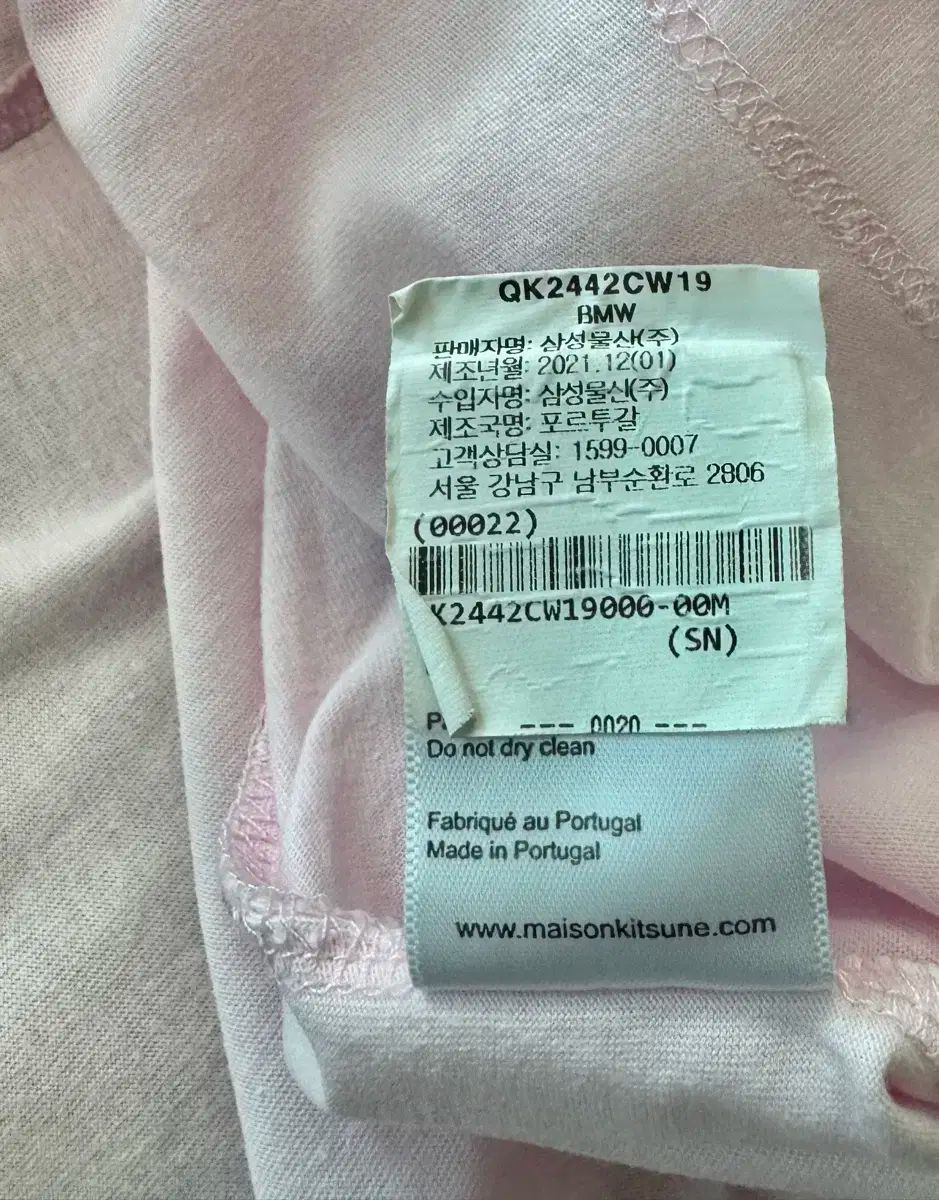 QK2442CW19
BMW
판매자명: 삼성물산(주)
제조년월: 2021.12(01)
수입자명: 삼성물산(주)
제조국명: 포르투갈
고객상담실: 1599-0007
서울 강남구 남부순환로 2806
(00022)
K2442CW19000-00M
(SN)
--- 0020 ---
Do not dry clean
Fabriqué au Portugal
Made in Portugal
www.maisonkitsune.com